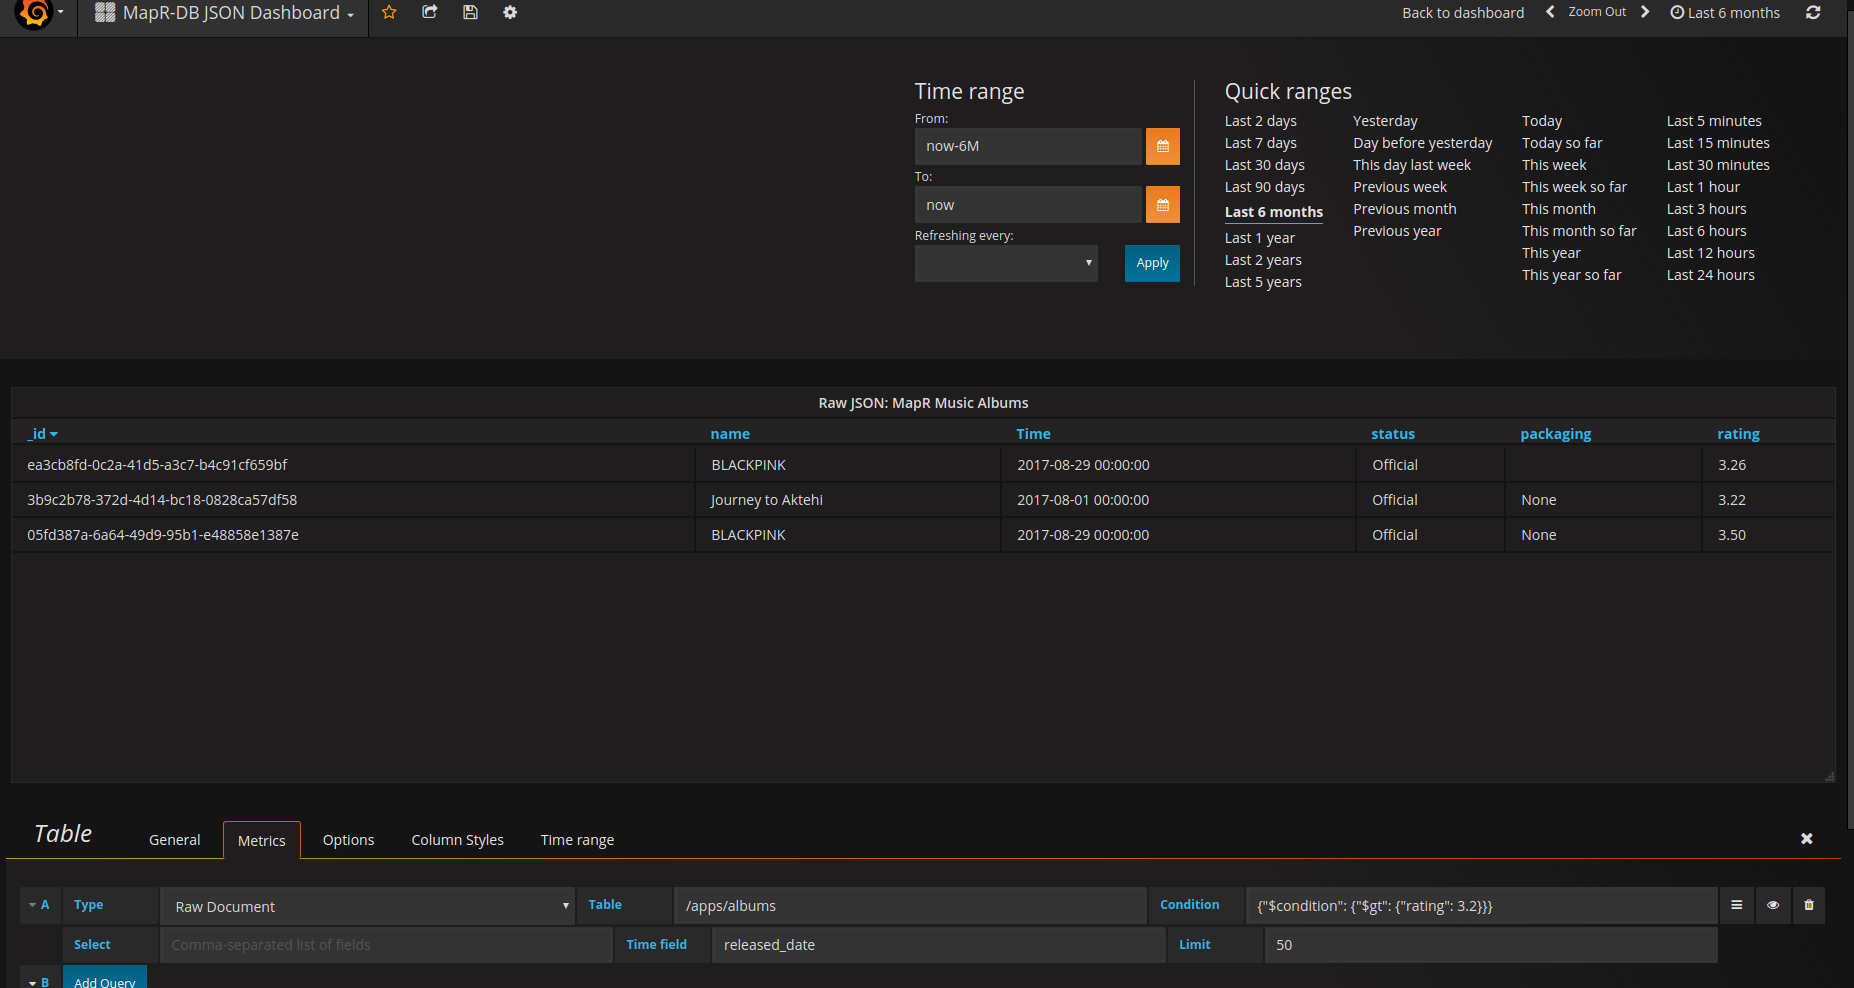 MapR-DB JSON Dashboard
Back to dashboard
Zoom Out
Last 6 months
Time range
From:
now-6M
To:
now
Refreshing every:
Apply
Quick ranges
Last 2 days
Last 7 days
Last 30 days
Last 90 days
Last 6 months
Last 1 year
Last 2 years
Last 5 years
Yesterday
Day before yesterday
This day last week
Previous week
Previous month
Previous year
Today
Today so far
This week
This week so far
This month
This month so far
This year
This year so far
Last 5 minutes
Last 15 minutes
Last 30 minutes
Last 1 hour
Last 3 hours
Last 6 hours
Last 12 hours
Last 24 hours
Raw JSON: MapR Music Albums
_id name Time status packaging rating
ea3cb8fd-0c2a-41d5-a3c7-b4c91cf659bf BLACKPINK 2017-08-29 00:00:00 Official 3.26
3b9c2b78-372d-4d14-bc18-0828ca57df58 Journey to Aktehi 2017-08-01 00:00:00 Official None 3.22
05fd387a-6a64-49d9-95b1-e48858e1387e BLACKPINK 2017-08-29 00:00:00 Official None 3.50
Table General Metrics Options Column Styles Time range
A Type Raw Document Table /apps/albums Condition {"$condition": {"$gt": {"rating": 3.2}}}
Select Comma-separated list of fields Time field released_date Limit 50
B Add Query